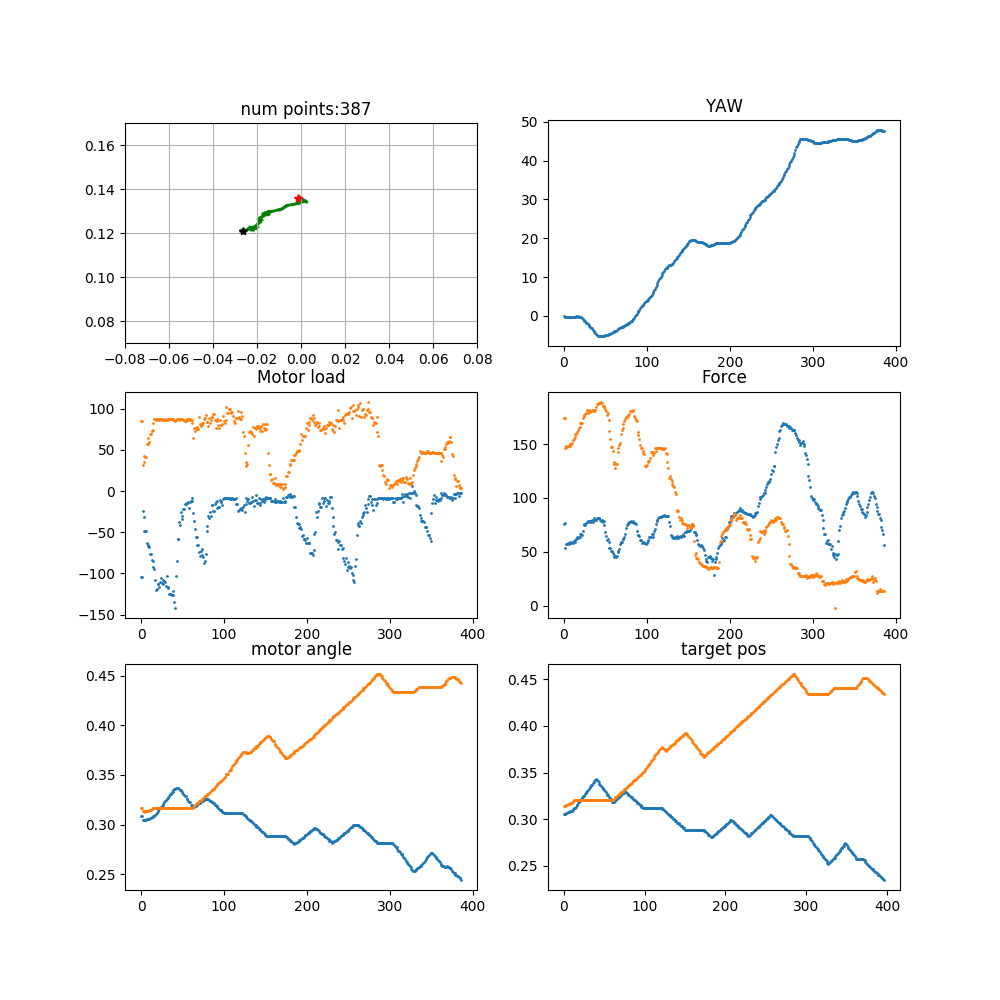 num points:387
YAW
0.16
0.14
0.12
0.10
0.08
−0.08 −0.06 −0.04 −0.02 0.00 0.02 0.04 0.06 0.08
50
40
30
20
10
0
0 100 200 300 400
Motor load
Force
100
50
0
−50
−100
−150
0 100 200 300 400
150
100
50
0
0 100 200 300 400
motor angle
target pos
0.45
0.40
0.35
0.30
0.25
0 100 200 300 400
0.45
0.40
0.35
0.30
0.25
0 100 200 300 400